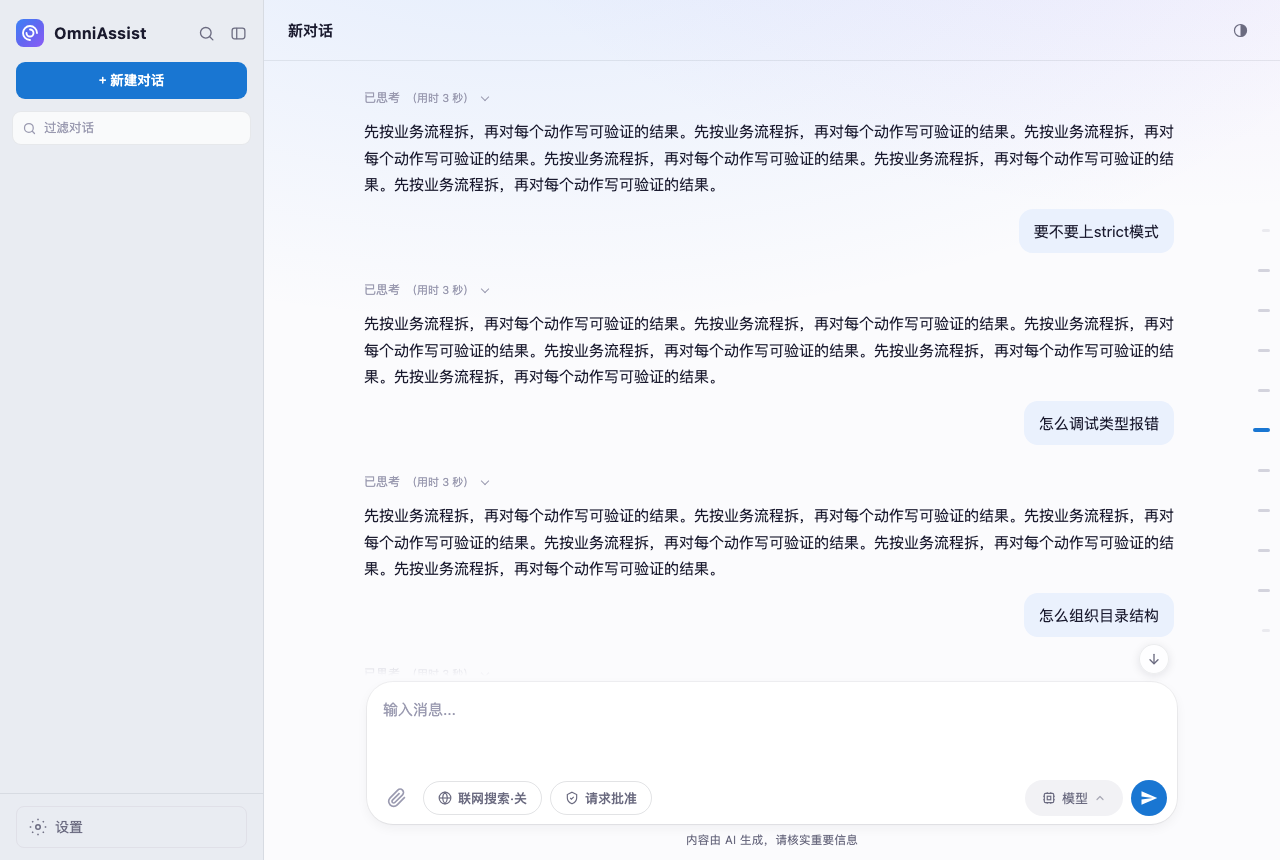 OmniAssist
+ 新建对话
过滤对话
设置
新对话
已思考 (用时 3 秒)
先按业务流程拆，再对每个动作写可验证的结果。先按业务流程拆，再对每个动作写可验证的结果。先按业务流程拆，再对
每个动作写可验证的结果。先按业务流程拆，再对每个动作写可验证的结果。先按业务流程拆，再对每个动作写可验证的结
果。先按业务流程拆，再对每个动作写可验证的结果。
要不要上strict模式
已思考 (用时 3 秒)
先按业务流程拆，再对每个动作写可验证的结果。先按业务流程拆，再对每个动作写可验证的结果。先按业务流程拆，再对
每个动作写可验证的结果。先按业务流程拆，再对每个动作写可验证的结果。先按业务流程拆，再对每个动作写可验证的结
果。先按业务流程拆，再对每个动作写可验证的结果。
怎么调试类型报错
已思考 (用时 3 秒)
先按业务流程拆，再对每个动作写可验证的结果。先按业务流程拆，再对每个动作写可验证的结果。先按业务流程拆，再对
每个动作写可验证的结果。先按业务流程拆，再对每个动作写可验证的结果。先按业务流程拆，再对每个动作写可验证的结
果。先按业务流程拆，再对每个动作写可验证的结果。
怎么组织目录结构
已思考 (用时 3 秒)
输入消息...
联网搜索·关
请求批准
模型
内容由 AI 生成，请核实重要信息